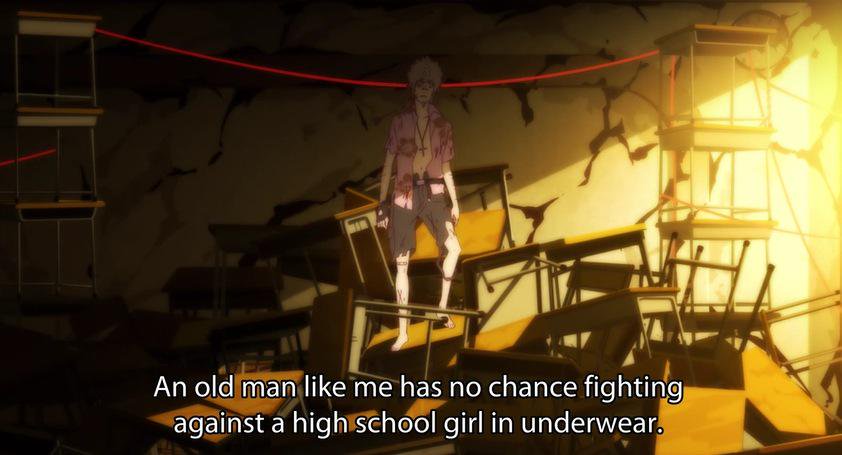 An old man like me has no chance fighting
against a high school girl in underwear.